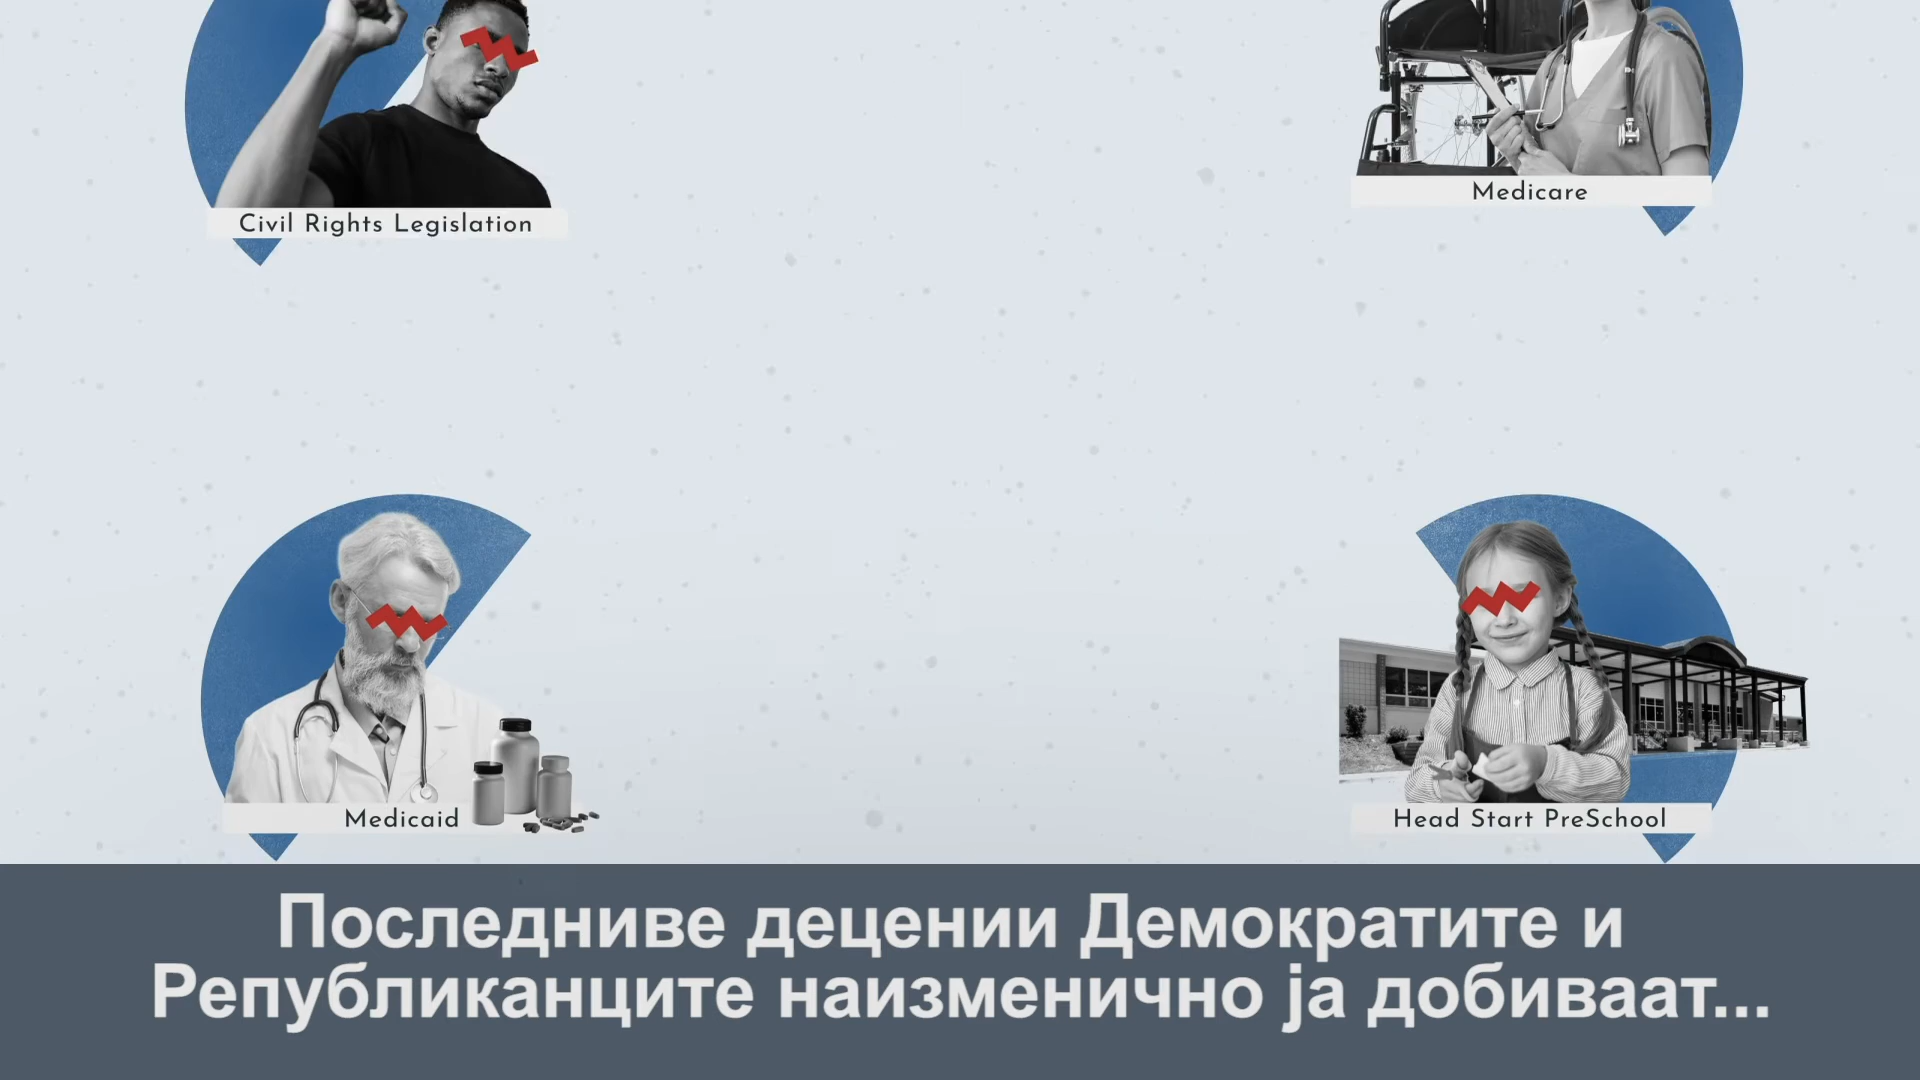 Medicare
Civil Rights Legislation
Medicaid
Head Start PreSchool
Последниве децении Демократите и
Републиканците наизменично ја добиваат...